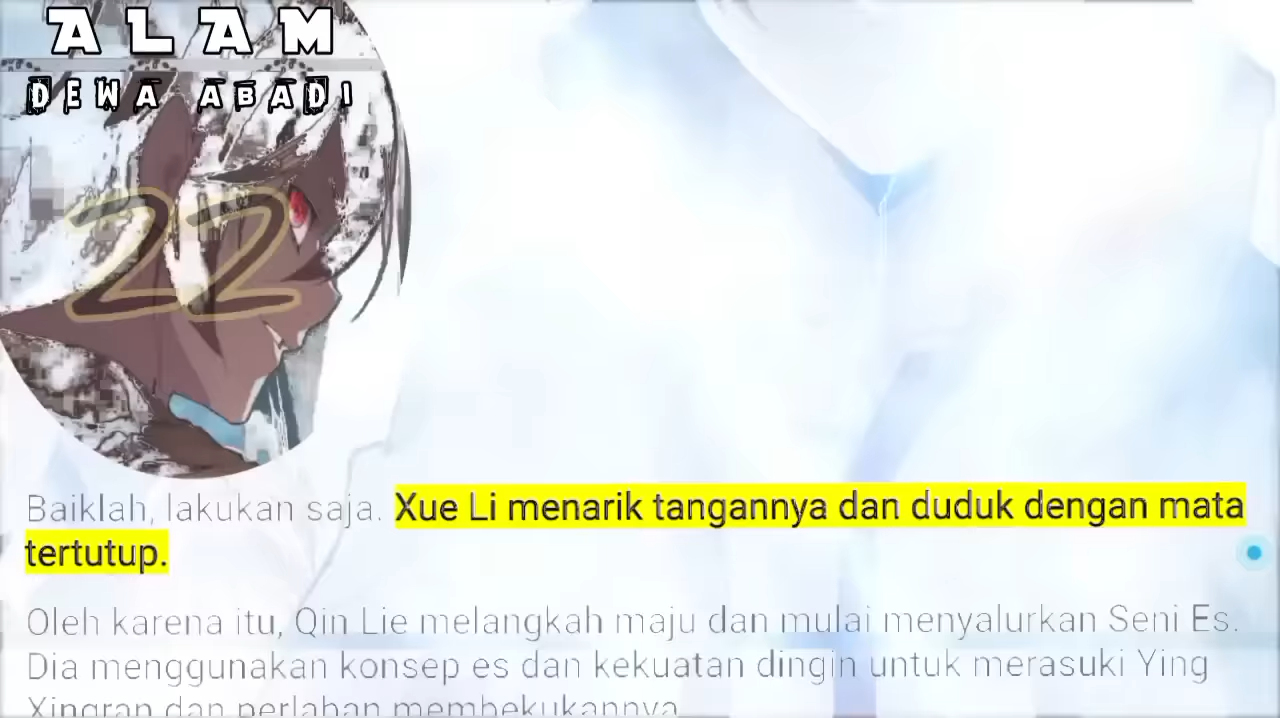 ALAM
DEWA ABADI
22
Baiklah, lakukan saja. Xue Li menarik tangannya dan duduk dengan mata
tertutup.
Oleh karena itu, Qin Lie melangkah maju dan mulai menyalurkan Seni Es.
Dia menggunakan konsep es dan kekuatan dingin untuk merasuki Ying
Xingran dan perlahan membekukannya.